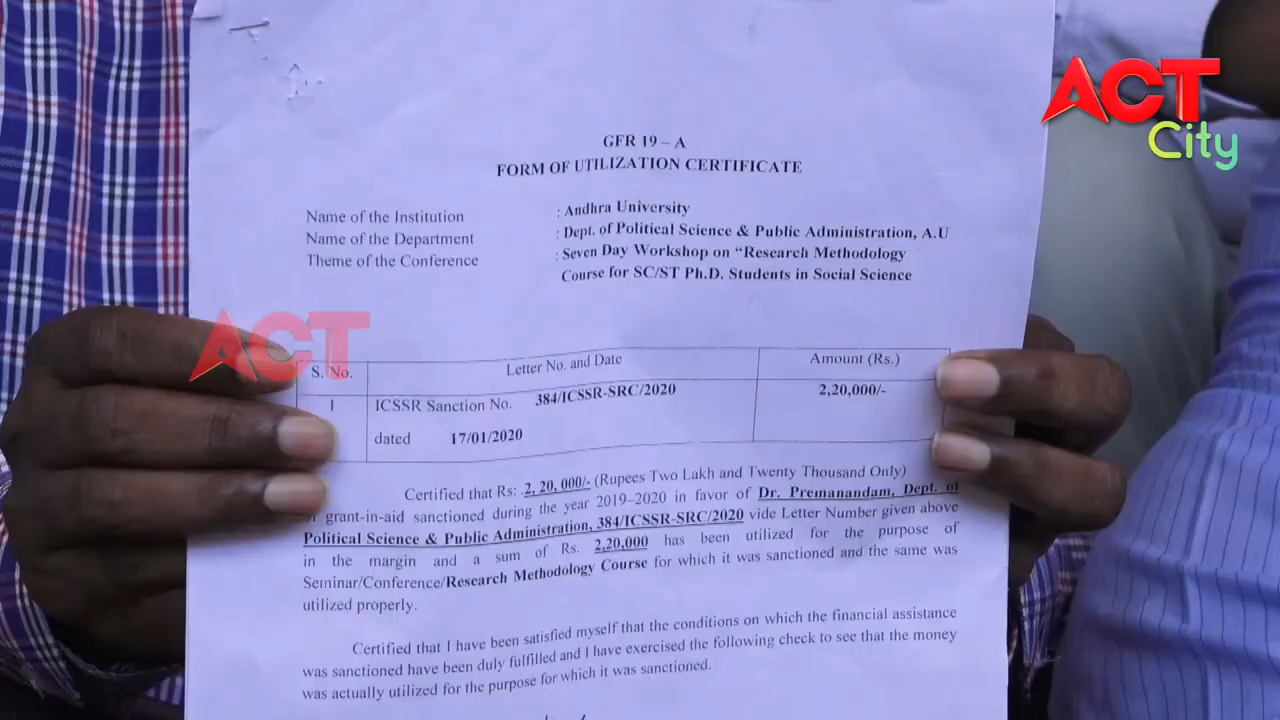 ACT
City
GFR 19 – A
FORM OF UTILIZATION CERTIFICATE
Name of the Institution : Andhra University
Name of the Department : Dept. of Political Science & Public Administration, A.U
Theme of the Conference : Seven Day Workshop on “Research Methodology
Course for SC/ST Ph.D. Students in Social Science
ACT
S. No. Letter No. and Date Amount (Rs.)
1 ICSSR Sanction No. 384/ICSSR-SRC/2020 2,20,000/-
dated 17/01/2020
Certified that Rs: .2, 20, 000/- (Rupees Two Lakh and Twenty Thousand Only)
grant-in-aid sanctioned during the year 2019–2020 in favor of Dr. Premanandam, Dept. of
Political Science & Public Administration, 384/ICSSR-SRC/2020 vide Letter Number given above
in the margin and a sum of Rs. 2,20,000 has been utilized for the purpose of
Seminar/Conference/Research Methodology Course for which it was sanctioned and the same was
utilized properly.
Certified that I have been satisfied myself that the conditions on which the financial assistance
was sanctioned have been duly fulfilled and I have exercised the following check to see that the money
was actually utilized for the purpose for which it was sanctioned.